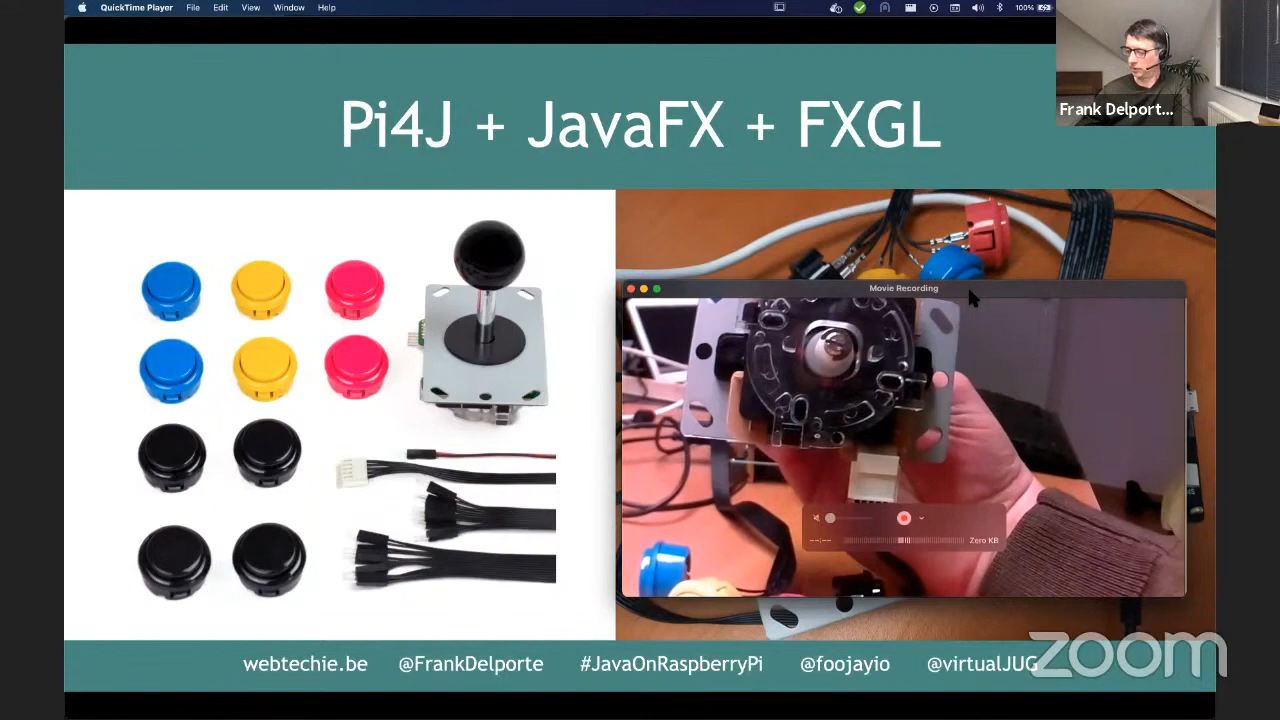 QuickTime Player File Edit View Window Help
100%
Frank Delport...
Pi4J + JavaFX + FXGL
Movie Recording
--:--
Zero KB
webtechie.be @FrankDelporte #JavaOnRaspberryPi @foojayio @virtualJUG
zoom